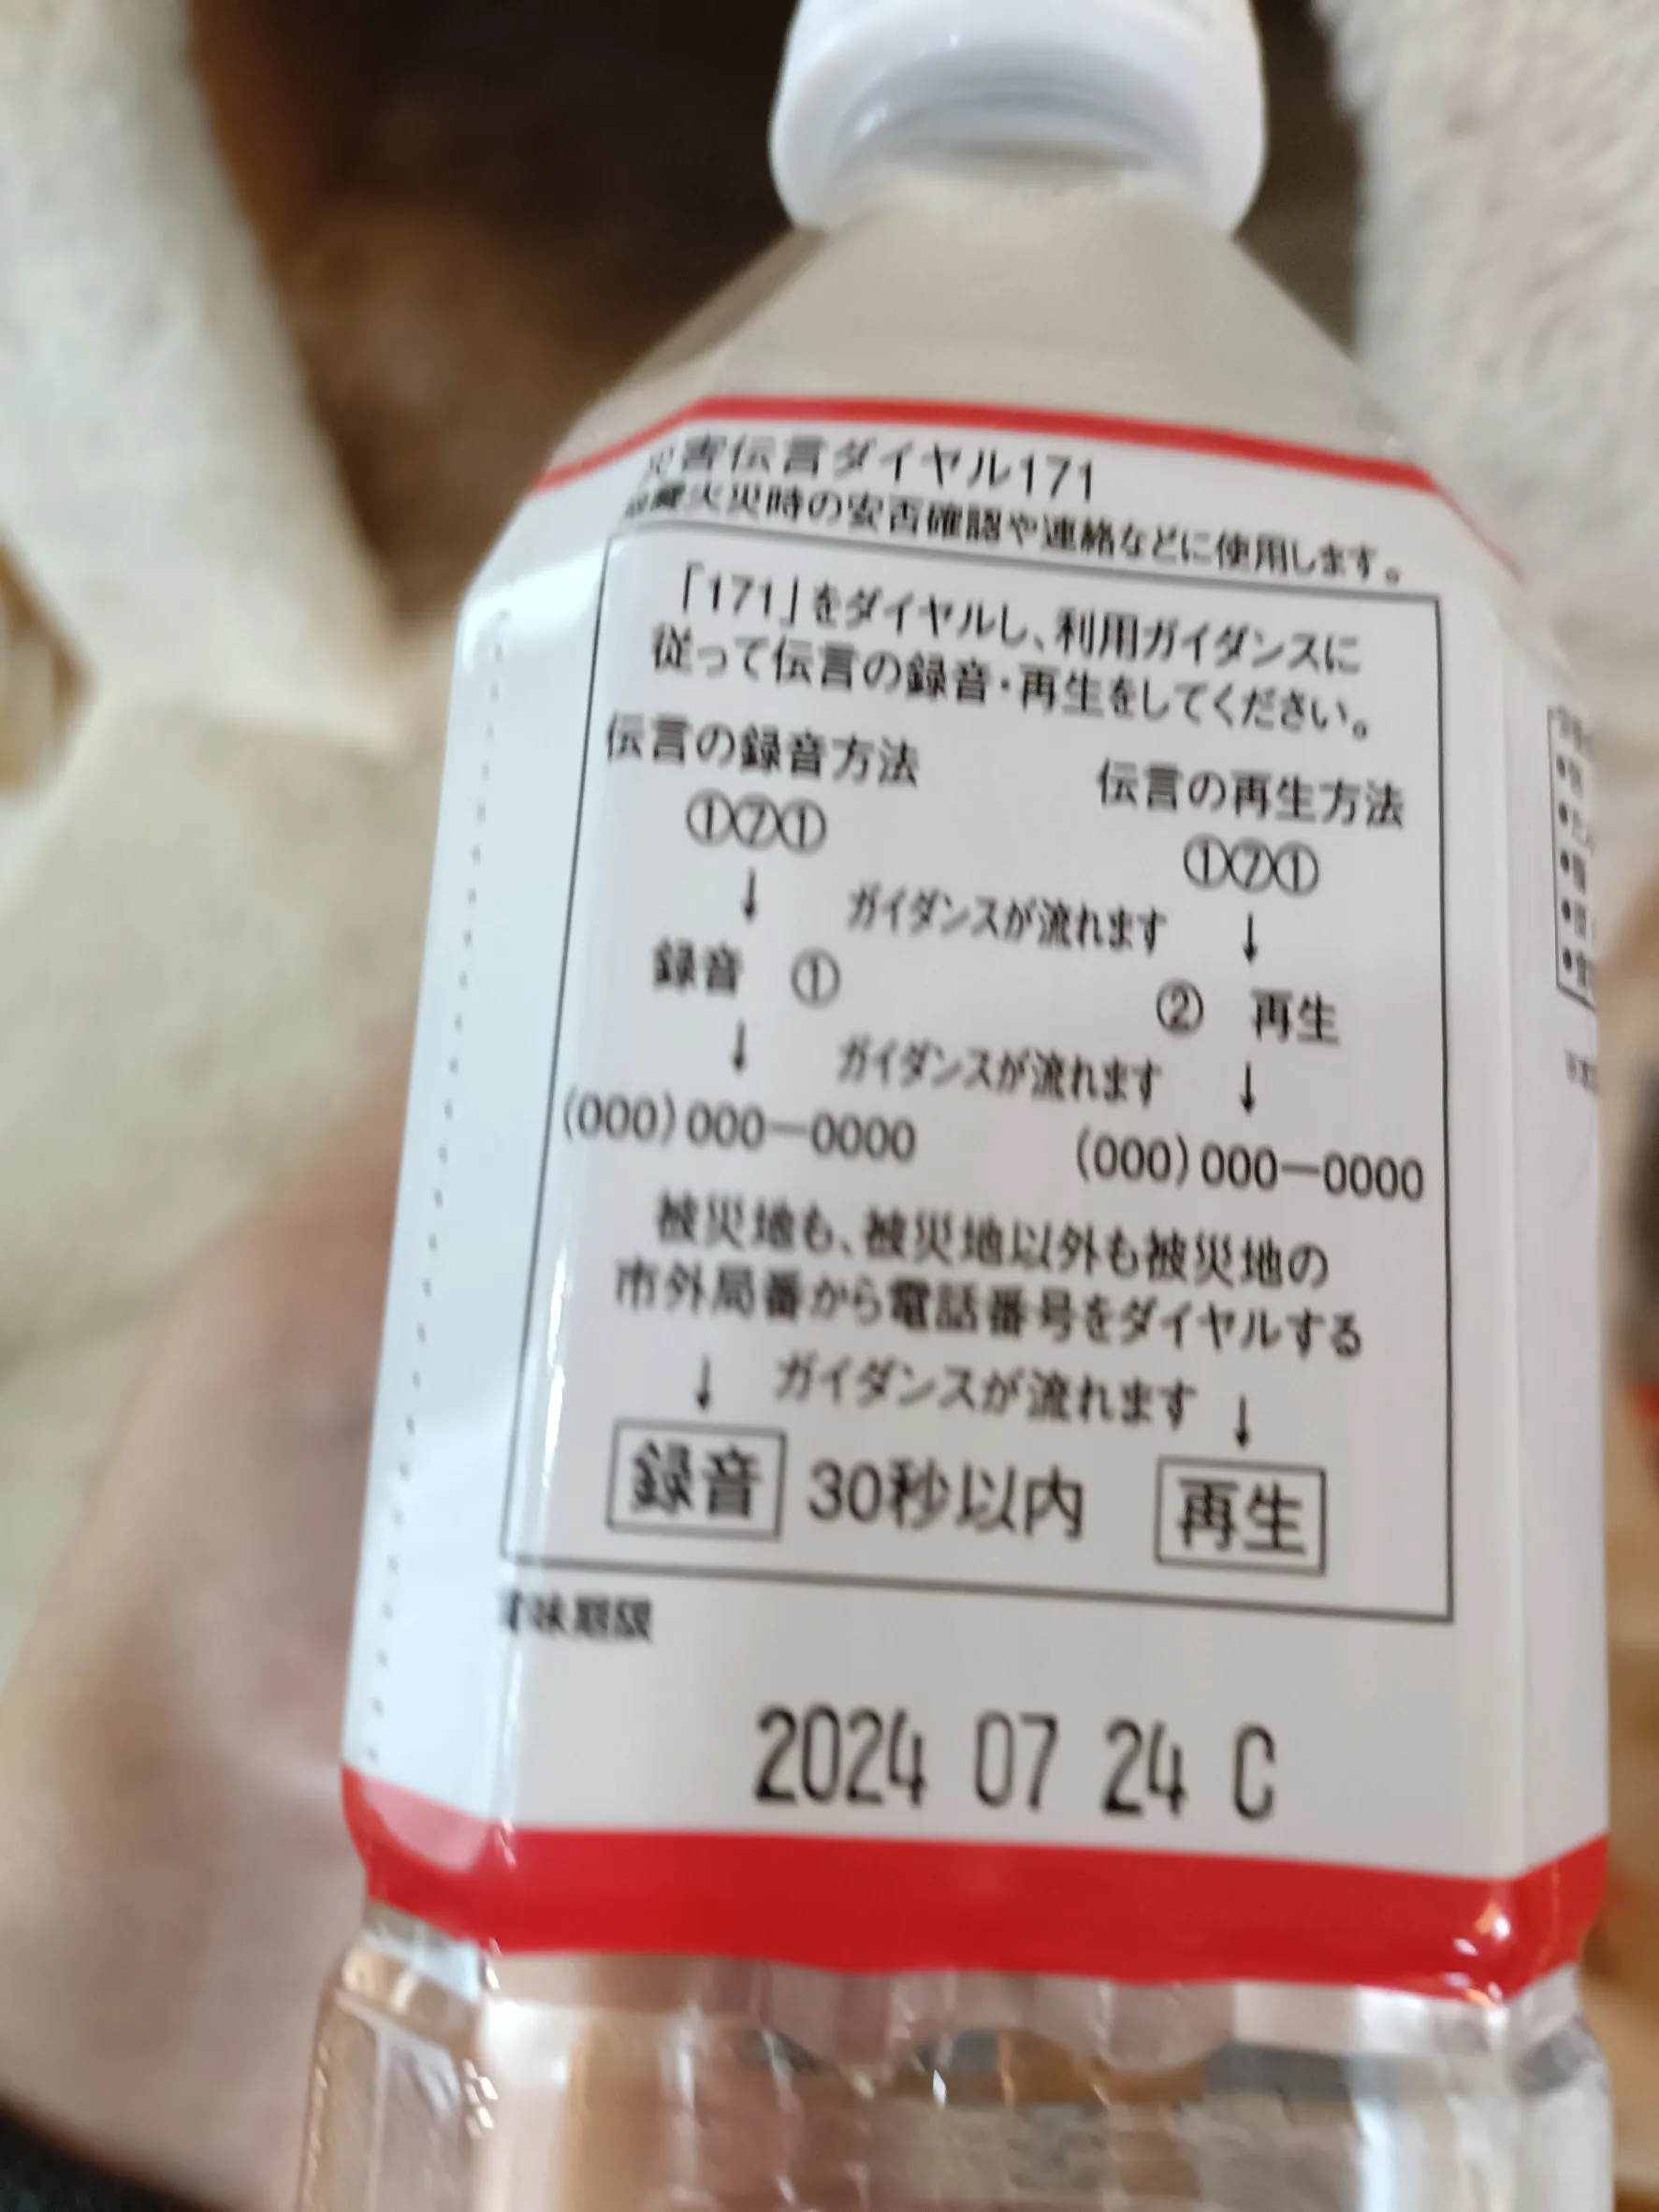 災害伝言ダイヤル171
地震火災時の安否確認や連絡などに使用します。
「171」をダイヤルし、利用ガイダンスに
従って伝言の録音・再生をしてください。
伝言の録音方法 伝言の再生方法
①⑦① ①⑦①
↓ ガイダンスが流れます ↓
録音 ① ② 再生
↓ ガイダンスが流れます ↓
(000)000－0000 (000)000－0000
被災地も、被災地以外も被災地の
市外局番から電話番号をダイヤルする
↓ ガイダンスが流れます ↓
録音 30秒以内 再生
賞味期限
2024 07 24 C